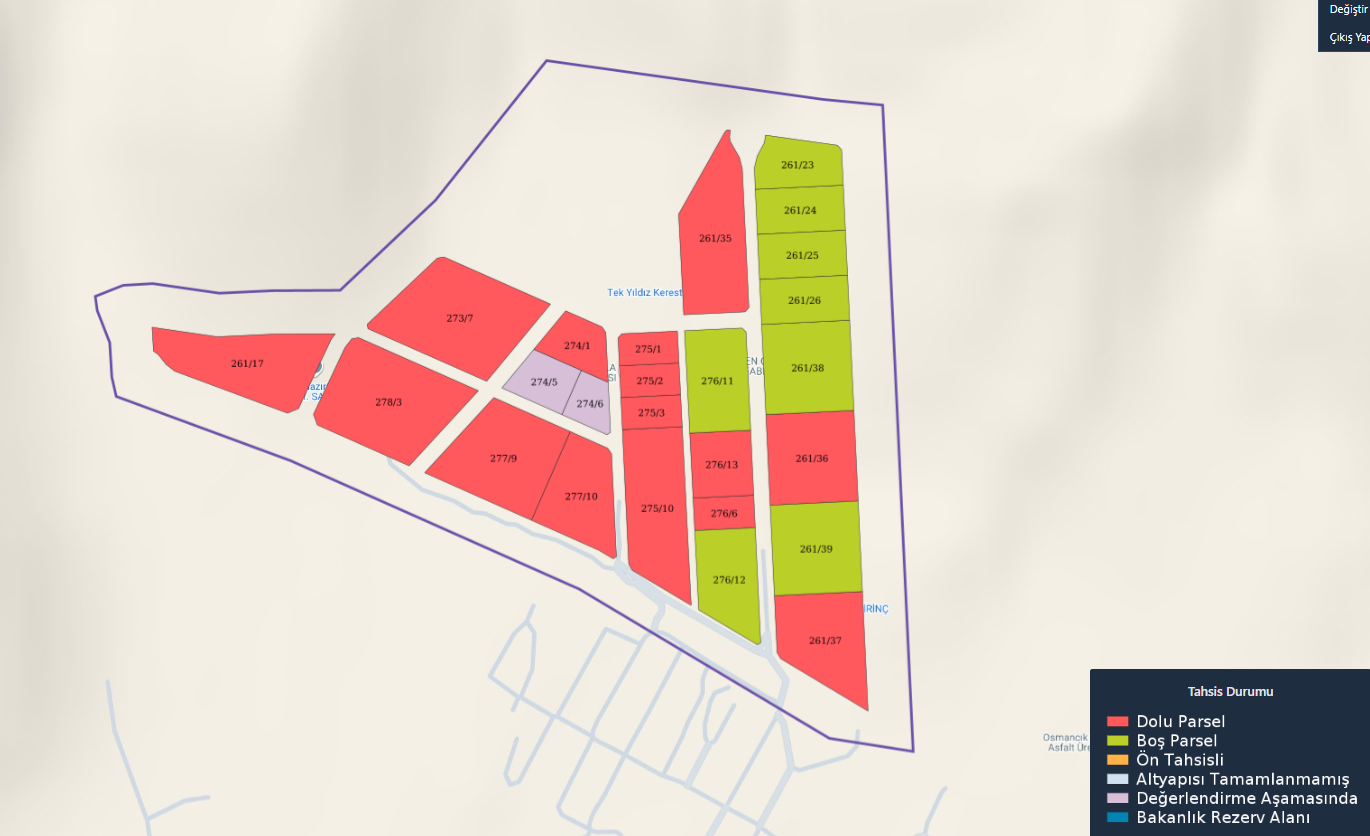 Değiştir
Çıkış Yap
261/23
261/24
261/35
261/25
Tek Yıldız Kerest
261/26
273/7
274/1
275/1
261/17
261/38
274/5
275/2
276/11
278/3
274/6
275/3
277/9
276/13
261/36
277/10
275/10
276/6
261/39
276/12
IRİNÇ
261/37
Osmancık
Asfalt Üre
Tahsis Durumu
Dolu Parsel
Boş Parsel
Ön Tahsisli
Altyapısı Tamamlanmamış
Değerlendirme Aşamasında
Bakanlık Rezerv Alanı